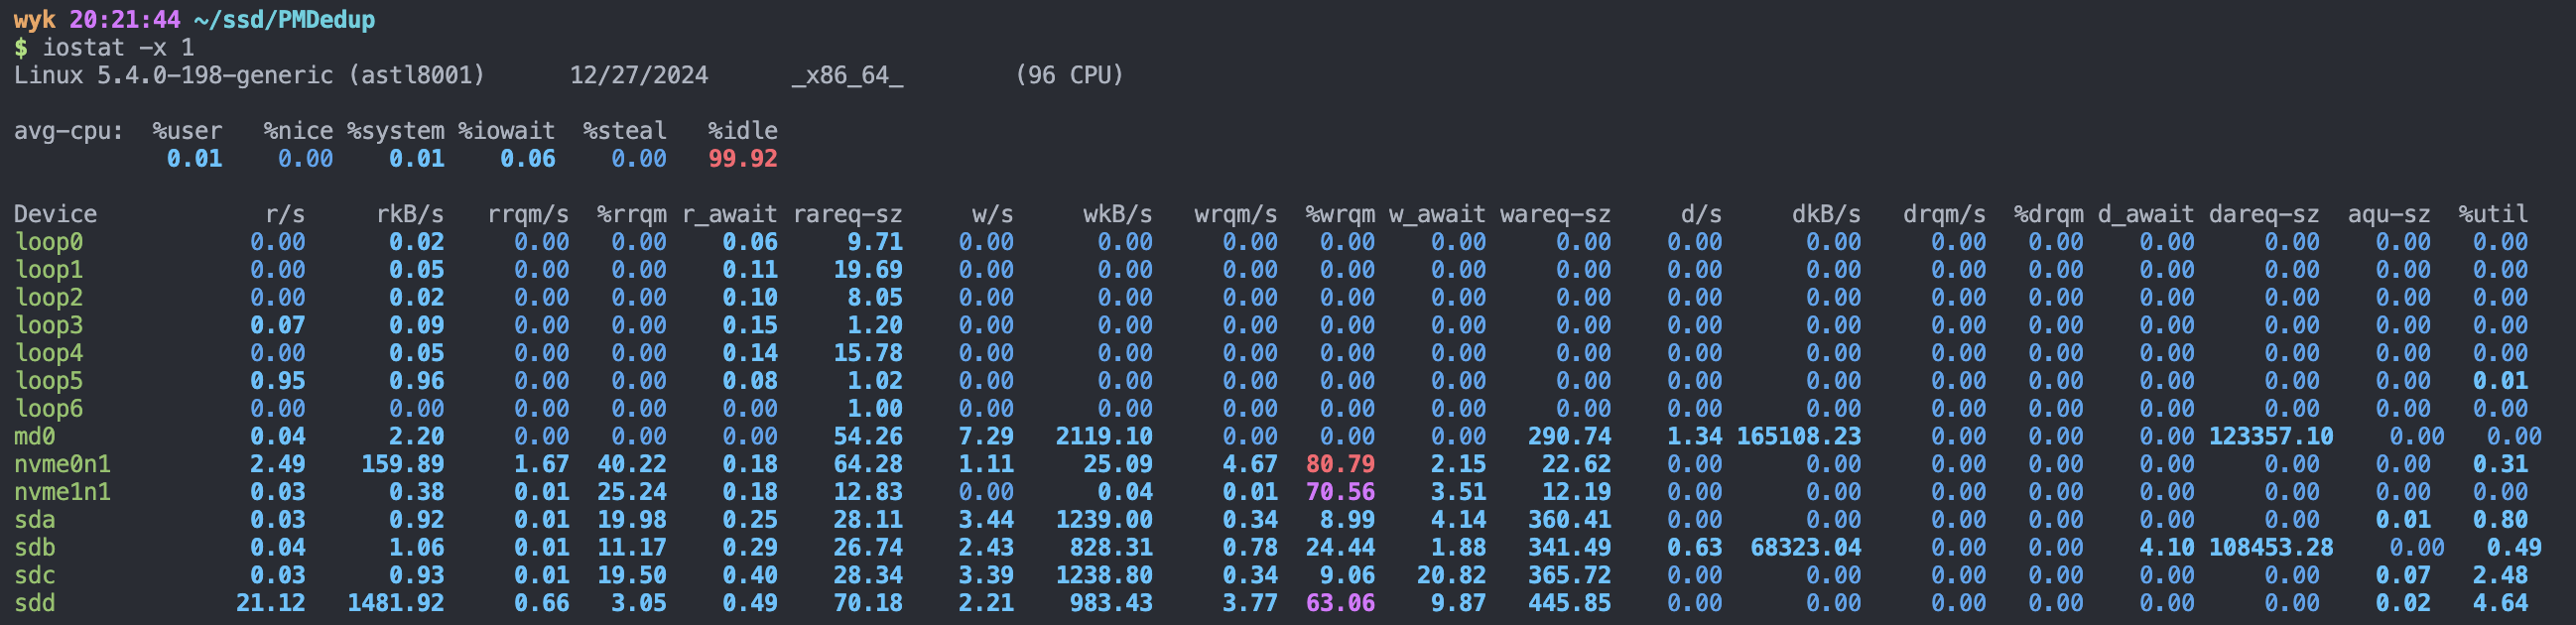 wyk 20:21:44 ~/ssd/PMDedup
$ iostat -x 1
Linux 5.4.0-198-generic (astl8001) 12/27/2024 _x86_64_ (96 CPU)
avg-cpu: %user %nice %system %iowait %steal %idle
0.01 0.00 0.01 0.06 0.00 99.92
Device r/s rkB/s rrqm/s %rrqm r_await rareq-sz w/s wkB/s wrqm/s %wrqm w_await wareq-sz d/s dkB/s drqm/s %drqm d_await dareq-sz aqu-sz %util
loop0 0.00 0.02 0.00 0.00 0.06 9.71 0.00 0.00 0.00 0.00 0.00 0.00 0.00 0.00 0.00 0.00 0.00 0.00 0.00 0.00
loop1 0.00 0.05 0.00 0.00 0.11 19.69 0.00 0.00 0.00 0.00 0.00 0.00 0.00 0.00 0.00 0.00 0.00 0.00 0.00 0.00
loop2 0.00 0.02 0.00 0.00 0.10 8.05 0.00 0.00 0.00 0.00 0.00 0.00 0.00 0.00 0.00 0.00 0.00 0.00 0.00 0.00
loop3 0.07 0.09 0.00 0.00 0.15 1.20 0.00 0.00 0.00 0.00 0.00 0.00 0.00 0.00 0.00 0.00 0.00 0.00 0.00 0.00
loop4 0.00 0.05 0.00 0.00 0.14 15.78 0.00 0.00 0.00 0.00 0.00 0.00 0.00 0.00 0.00 0.00 0.00 0.00 0.00 0.00
loop5 0.95 0.96 0.00 0.00 0.08 1.02 0.00 0.00 0.00 0.00 0.00 0.00 0.00 0.00 0.00 0.00 0.00 0.00 0.00 0.01
loop6 0.00 0.00 0.00 0.00 0.00 1.00 0.00 0.00 0.00 0.00 0.00 0.00 0.00 0.00 0.00 0.00 0.00 0.00 0.00 0.00
md0 0.04 2.20 0.00 0.00 0.00 54.26 7.29 2119.10 0.00 0.00 0.00 290.74 1.34 165108.23 0.00 0.00 0.00 123357.10 0.00 0.00
nvme0n1 2.49 159.89 1.67 40.22 0.18 64.28 1.11 25.09 4.67 80.79 2.15 22.62 0.00 0.00 0.00 0.00 0.00 0.00 0.00 0.31
nvme1n1 0.03 0.38 0.01 25.24 0.18 12.83 0.00 0.04 0.01 70.56 3.51 12.19 0.00 0.00 0.00 0.00 0.00 0.00 0.00 0.00
sda 0.03 0.92 0.01 19.98 0.25 28.11 3.44 1239.00 0.34 8.99 4.14 360.41 0.00 0.00 0.00 0.00 0.00 0.00 0.01 0.80
sdb 0.04 1.06 0.01 11.17 0.29 26.74 2.43 828.31 0.78 24.44 1.88 341.49 0.63 68323.04 0.00 0.00 4.10 108453.28 0.00 0.49
sdc 0.03 0.93 0.01 19.50 0.40 28.34 3.39 1238.80 0.34 9.06 20.82 365.72 0.00 0.00 0.00 0.00 0.00 0.00 0.07 2.48
sdd 21.12 1481.92 0.66 3.05 0.49 70.18 2.21 983.43 3.77 63.06 9.87 445.85 0.00 0.00 0.00 0.00 0.00 0.00 0.02 4.64